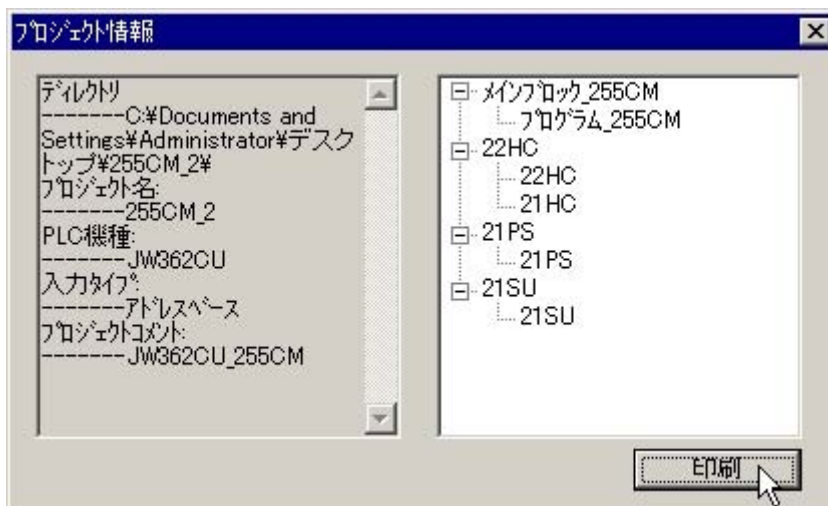 プロジェクト情報
ディレクトリ
-------C:¥Documents and
Settings¥Administrator¥デスク
トップ¥255CM_2¥
プロジェクト名:
-------255CM_2
PLC機種:
-------JW362CU
入力タイプ:
-------アドレスベース
プロジェクトコメント:
-------JW362CU_255CM
メインブロック_255CM
プログラム_255CM
22HC
22HC
21HC
21PS
21PS
21SU
21SU
印刷